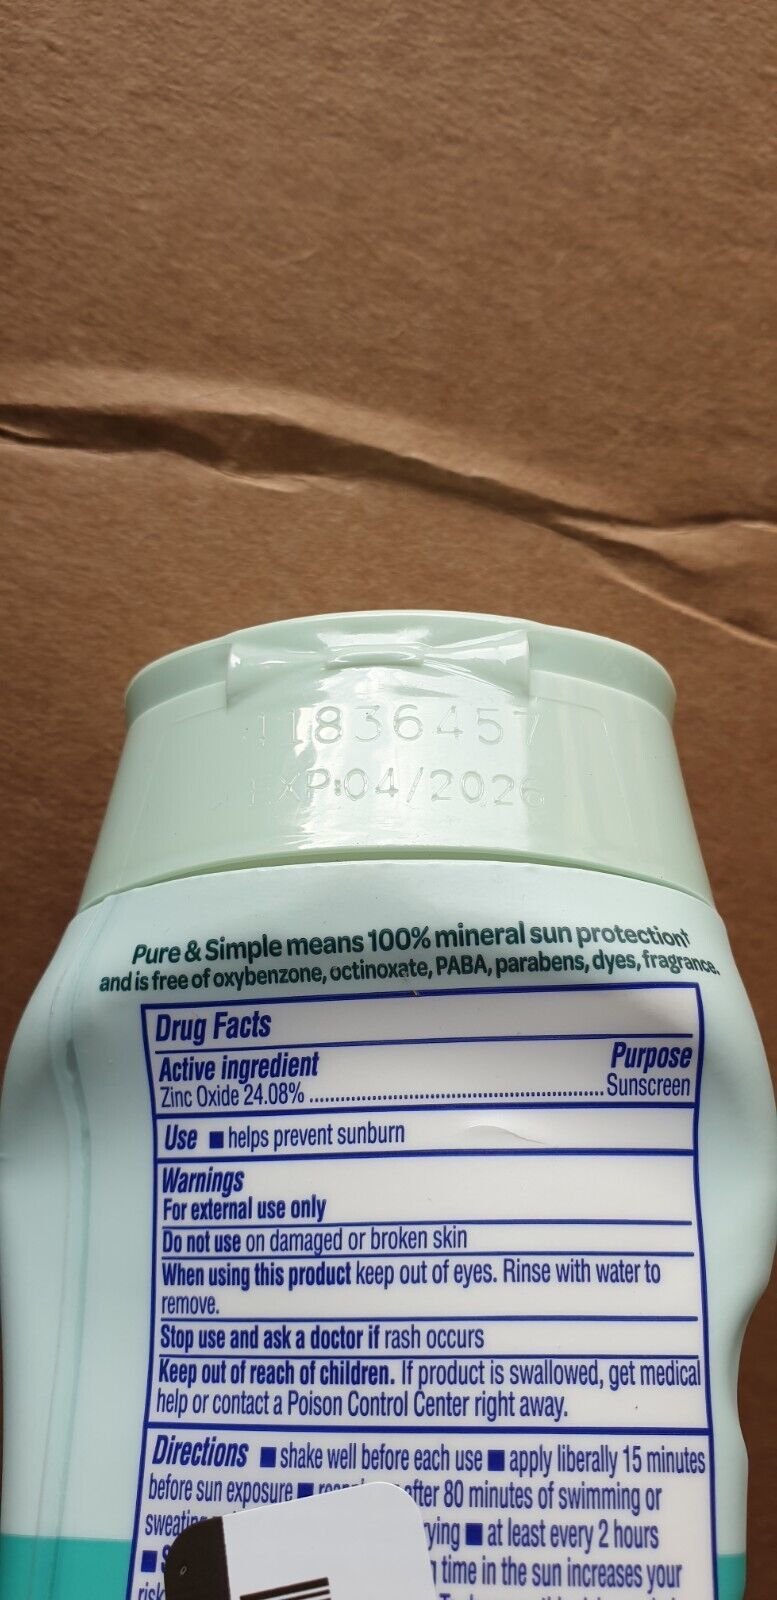 11836457
EXP:04/2026
Pure & Simple means 100% mineral sun protection†
and is free of oxybenzone, octinoxate, PABA, parabens, dyes, fragrance.
Drug Facts
Active ingredient Purpose
Zinc Oxide 24.08% ........................................................ Sunscreen
Use ■ helps prevent sunburn
Warnings
For external use only
Do not use on damaged or broken skin
When using this product keep out of eyes. Rinse with water to
remove.
Stop use and ask a doctor if rash occurs
Keep out of reach of children. If product is swallowed, get medical
help or contact a Poison Control Center right away.
Directions ■ shake well before each use ■ apply liberally 15 minutes
before sun exposure ■ after 80 minutes of swimming or
■ at least every 2 hours
■ time in the sun increases your